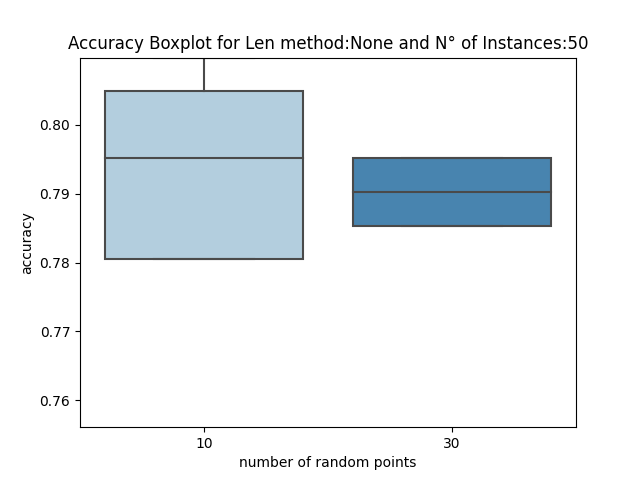 Accuracy Boxplot for Len method:None and N° of Instances:50
accuracy
0.80
0.79
0.78
0.77
0.76
10 30
number of random points